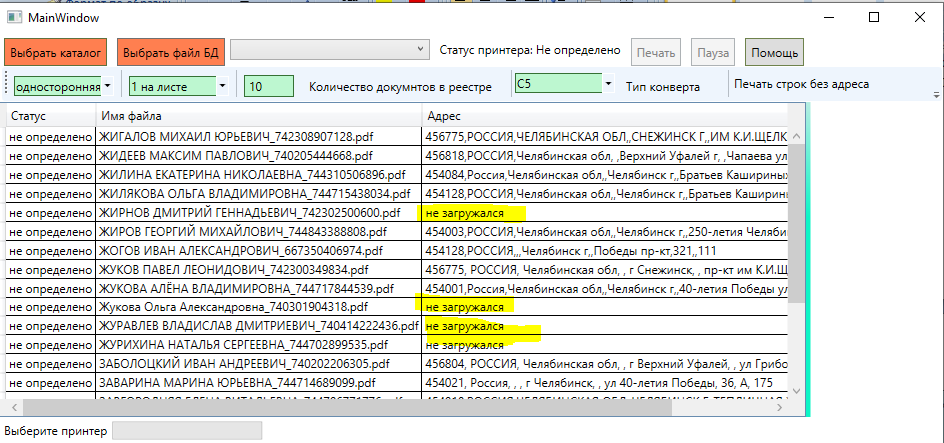 MainWindow
Выбрать каталог Выбрать файл БД Статус принтера: Не определено Печать Пауза Помощь
односторонняя 1 на листе 10 Количество докумнтов в реестре C5 Тип конверта Печать строк без адреса
Статус Имя файла Адрес
не определено ЖИГАЛОВ МИХАИЛ ЮРЬЕВИЧ_742308907128.pdf 456775,РОССИЯ,ЧЕЛЯБИНСКАЯ ОБЛ,,СНЕЖИНСК Г,,ИМ К.И.ЩЕЛК
не определено ЖИДЕЕВ МАКСИМ ПАВЛОВИЧ_740205444668.pdf 456818,РОССИЯ,Челябинская обл, ,Верхний Уфалей г, ,Чапаева ул
не определено ЖИЛИНА ЕКАТЕРИНА НИКОЛАЕВНА_744310506896.pdf 454084,Россия,Челябинская обл,,Челябинск г,,Братьев Кашириных
не определено ЖИЛЯКОВА ОЛЬГА ВЛАДИМИРОВНА_744715438034.pdf 454128,РОССИЯ,Челябинская обл,,Челябинск г,,Братьев Кашири
не определено ЖИРНОВ ДМИТРИЙ ГЕННАДЬЕВИЧ_742302500600.pdf не загружался
не определено ЖИРОВ ГЕОРГИЙ МИХАЙЛОВИЧ_744843388808.pdf 454003,РОССИЯ,Челябинская обл,,Челябинск г,,250-летия Челяби
не определено ЖОГОВ ИВАН АЛЕКСАНДРОВИЧ_667350406974.pdf 454128,РОССИЯ,,,Челябинск г,,Победы пр-кт,321,,111
не определено ЖУКОВ ПАВЕЛ ЛЕОНИДОВИЧ_742300349834.pdf 456775, РОССИЯ, Челябинская обл, , г Снежинск, , пр-кт им К.И.Щ
не определено ЖУКОВА АЛЁНА ВЛАДИМИРОВНА_744717844539.pdf 454001,Россия,Челябинская обл,,Челябинск г,,40-летия Победы ул
не определено Жукова Ольга Александровна_740301904318.pdf не загружался
не определено ЖУРАВЛЕВ ВЛАДИСЛАВ ДМИТРИЕВИЧ_740414222436.pdf не загружался
не определено ЖУРИХИНА НАТАЛЬЯ СЕРГЕЕВНА_744702899535.pdf не загружался
не определено ЗАБОЛОЦКИЙ ИВАН АНДРЕЕВИЧ_740202206305.pdf 456804, РОССИЯ, Челябинская обл, , г Верхний Уфалей, , ул Грибо
не определено ЗАВАРИНА МАРИНА ЮРЬЕВНА_744714689099.pdf 454021, Россия, , , г Челябинск, , ул 40-летия Победы, 36, А, 175
Выберите принтер